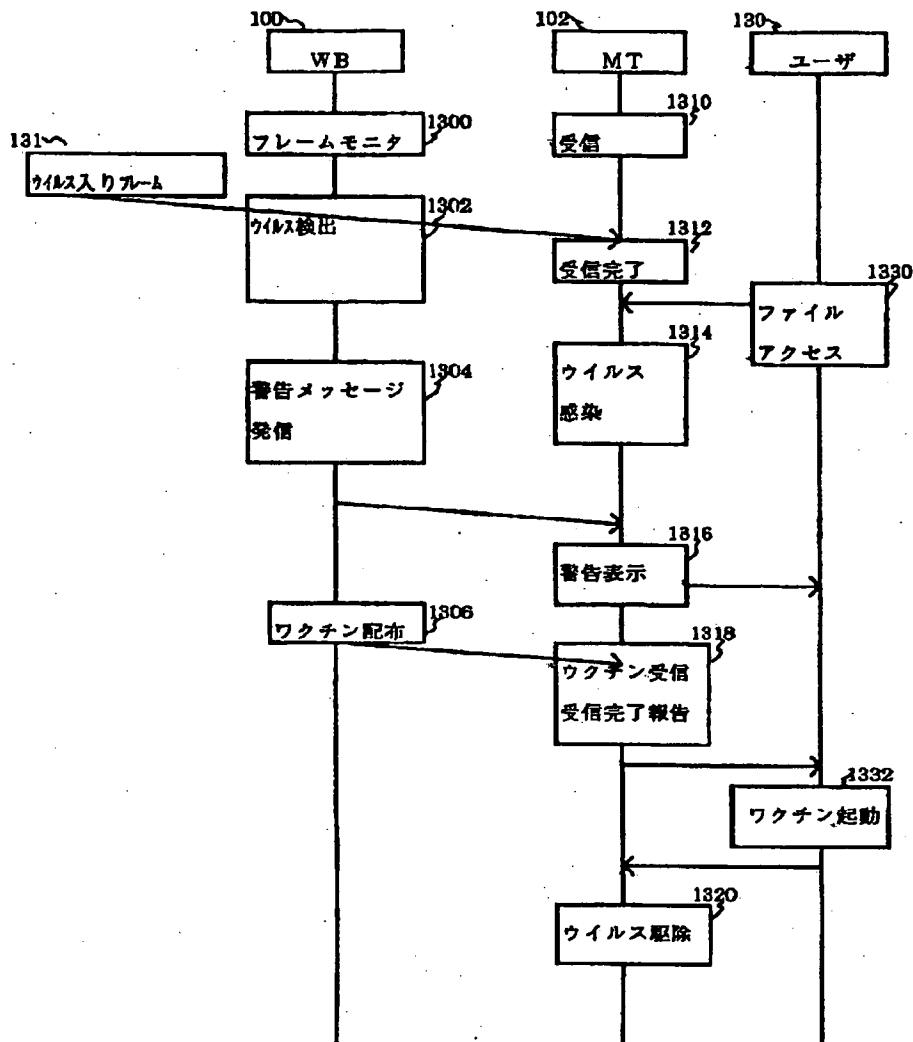 100
WB
102
MT
130
ユーザ
1300
フレームモニタ
1310
受信
131
ウイルス入りフレーム
1302
ウイルス検出
1312
受信完了
1330
ファイル
アクセス
1304
警告メッセージ
発信
1314
ウイルス
感染
1316
警告表示
1306
ワクチン配布
1318
ウクチン受信
受信完了報告
1332
ワクチン起動
1320
ウイルス駆除